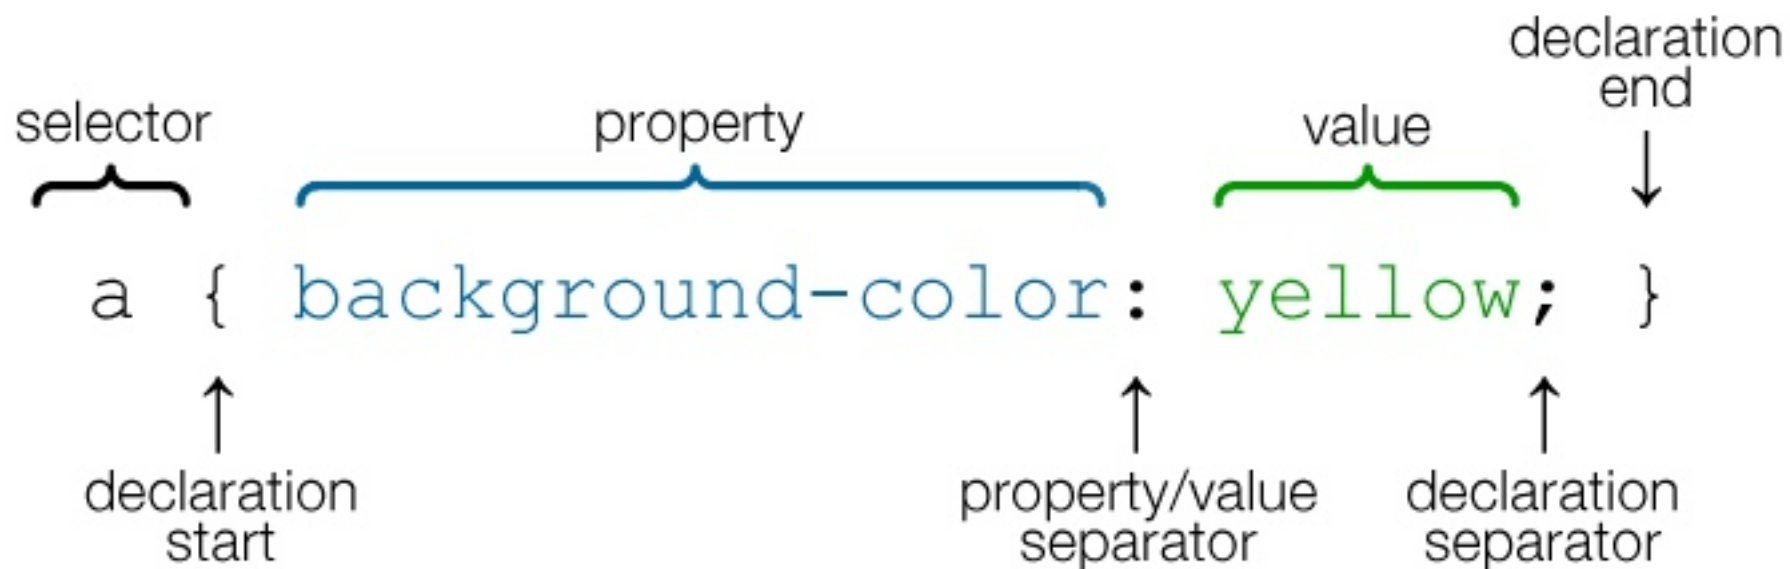 declaration
end
selector
property
value
a { background-color: yellow; }
declaration
start
property/value
separator
declaration
separator